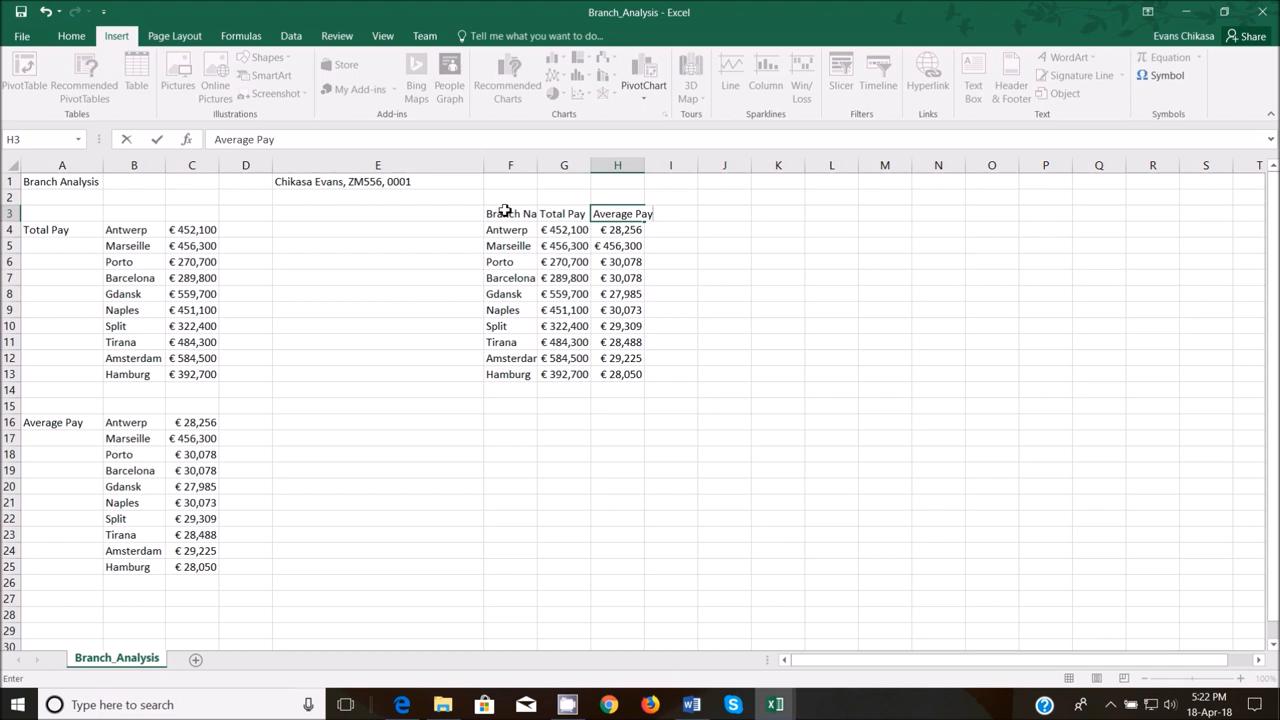 Branch_Analysis - Excel
File Home Insert Page Layout Formulas Data Review View Team Tell me what you want to do... Evans Chikasa Share
PivotTable Recommended PivotTables Table Pictures Online Pictures Shapes SmartArt Screenshot Store My Add-ins Bing Maps People Graph Recommended Charts PivotChart 3D Map Line Column Win/Loss Slicer Timeline Hyperlink Text Box Header & Footer WordArt Signature Line Object Equation Symbol
Tables Illustrations Add-ins Charts Tours Sparklines Filters Links Text Symbols
H3 fx Average Pay
A B C D E F G H I J K L M N O P Q R S T
1 Branch Analysis Chikasa Evans, ZM556, 0001
2
3 Branch Na Total Pay Average Pay
4 Total Pay Antwerp € 452,100 Antwerp € 452,100 € 28,256
5 Marseille € 456,300 Marseille € 456,300 € 456,300
6 Porto € 270,700 Porto € 270,700 € 30,078
7 Barcelona € 289,800 Barcelona € 289,800 € 30,078
8 Gdansk € 559,700 Gdansk € 559,700 € 27,985
9 Naples € 451,100 Naples € 451,100 € 30,073
10 Split € 322,400 Split € 322,400 € 29,309
11 Tirana € 484,300 Tirana € 484,300 € 28,488
12 Amsterdam € 584,500 Amsterdar € 584,500 € 29,225
13 Hamburg € 392,700 Hamburg € 392,700 € 28,050
14
15
16 Average Pay Antwerp € 28,256
17 Marseille € 456,300
18 Porto € 30,078
19 Barcelona € 30,078
20 Gdansk € 27,985
21 Naples € 30,073
22 Split € 29,309
23 Tirana € 28,488
24 Amsterdam € 29,225
25 Hamburg € 28,050
26
27
28
29
30
Branch_Analysis
Enter 100%
Type here to search 5:22 PM
18-Apr-18